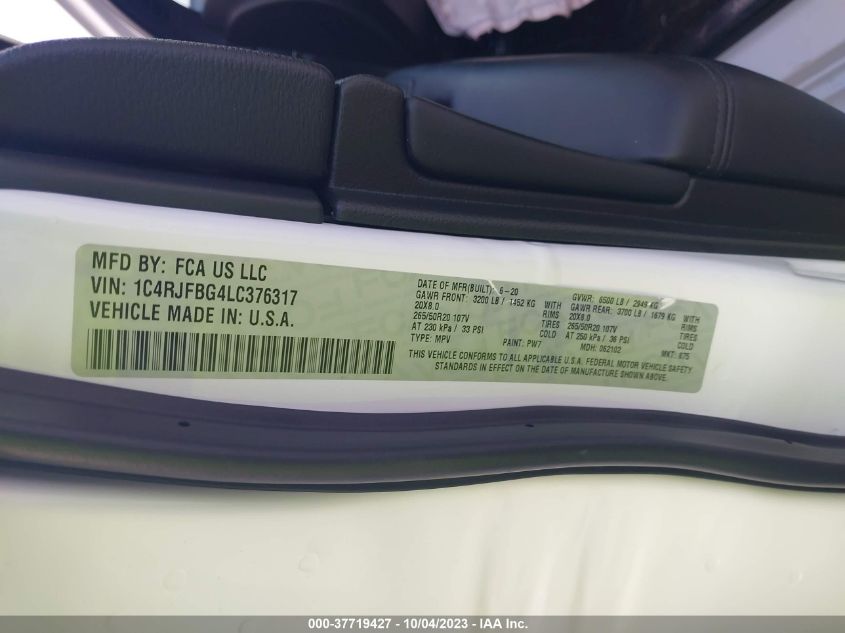 MFD BY: FCA US LLC
VIN: 1C4RJFBG4LC376317
VEHICLE MADE IN: U.S.A.
DATE OF MFR(BUILT): 6-20 GVWR: 6500 LB / 2949 KG
GAWR FRONT: 3200 LB / 1452 KG WITH GAWR REAR: 3700 LB / 1679 KG WITH
20X8.0 RIMS 20X8.0 RIMS
265/50R20 107V TIRES 265/50R20 107V TIRES
AT 230 kPa / 33 PSI COLD AT 250 kPa / 36 PSI COLD
TYPE: MPV PAINT: PW7 MDH: 062102 MKT: 675
THIS VEHICLE CONFORMS TO ALL APPLICABLE U.S.A. FEDERAL MOTOR VEHICLE SAFETY
STANDARDS IN EFFECT ON THE DATE OF MANUFACTURE SHOWN ABOVE.
000-37719427 - 10/04/2023 - IAA Inc.